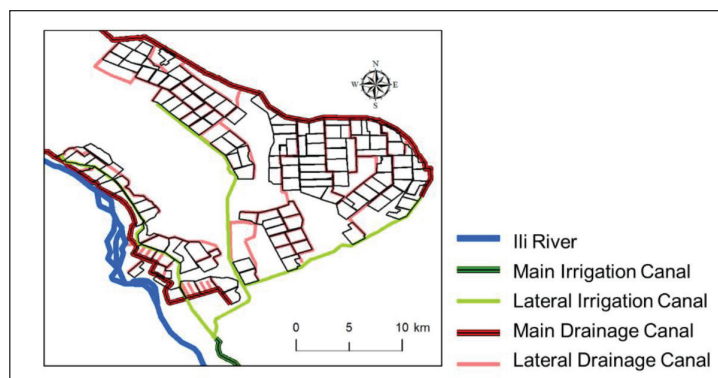 N
W E
S
Ili River
Main Irrigation Canal
Lateral Irrigation Canal
Main Drainage Canal
Lateral Drainage Canal
0 5 10 km